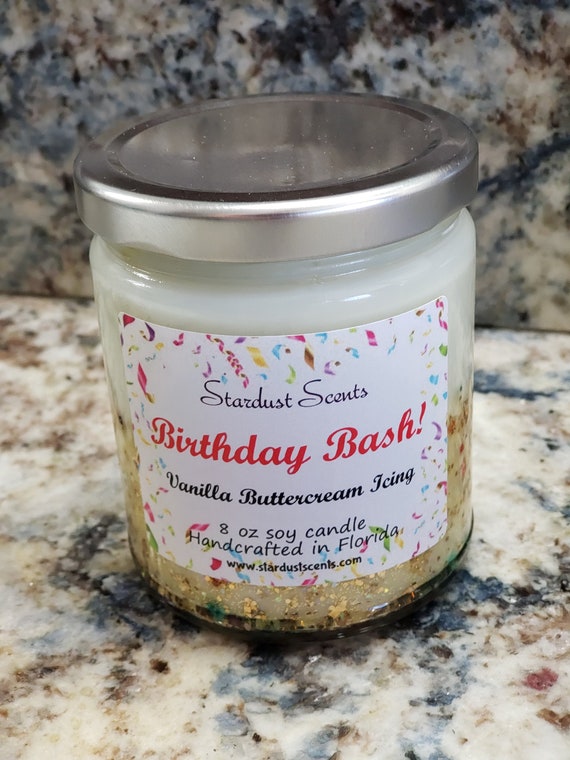 Stardust Scents
Birthday Bash!
Vanilla Buttercream Icing
8 oz soy candle
Handcrafted in Florida
www.stardustscents.com